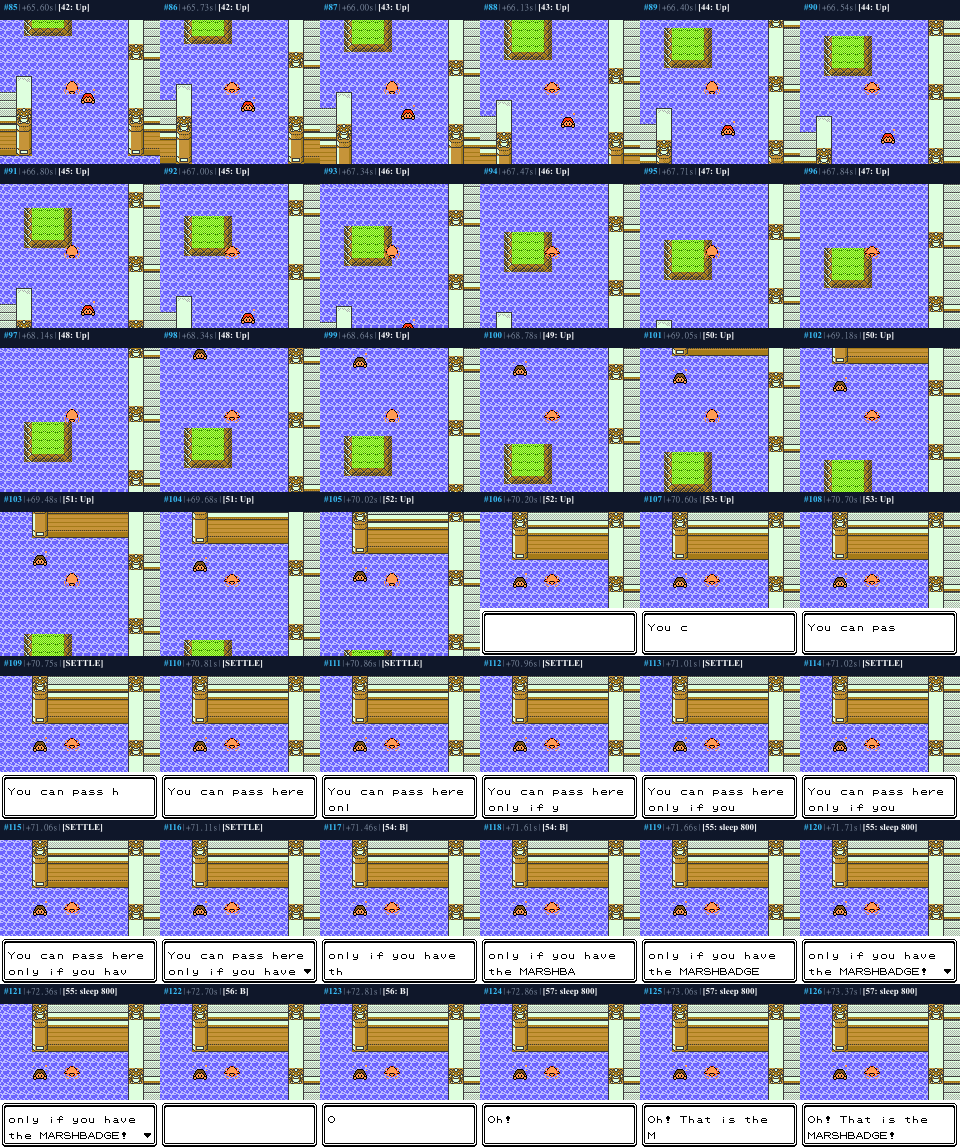 #85|+65.60s|[42: Up] #86|+65.73s|[42: Up] #87|+66.00s|[43: Up] #88|+66.13s|[43: Up] #89|+66.40s|[44: Up] #90|+66.54s|[44: Up]
#91|+66.80s|[45: Up] #92|+67.00s|[45: Up] #93|+67.34s|[46: Up] #94|+67.47s|[46: Up] #95|+67.71s|[47: Up] #96|+67.84s|[47: Up]
#97|+68.14s|[48: Up] #98|+68.34s|[48: Up] #99|+68.64s|[49: Up] #100|+68.78s|[49: Up] #101|+69.05s|[50: Up] #102|+69.18s|[50: Up]
#103|+69.48s|[51: Up] #104|+69.68s|[51: Up] #105|+70.02s|[52: Up] #106|+70.20s|[52: Up] #107|+70.60s|[53: Up] #108|+70.70s|[53: Up]
You c
You can pas
#109|+70.75s|[SETTLE] #110|+70.81s|[SETTLE] #111|+70.86s|[SETTLE] #112|+70.96s|[SETTLE] #113|+71.01s|[SETTLE] #114|+71.02s|[SETTLE]
You can pass h
You can pass here
You can pass here
onl
You can pass here
only if y
You can pass here
only if you
You can pass here
only if you
#115|+71.06s|[SETTLE] #116|+71.11s|[SETTLE] #117|+71.46s|[54: B] #118|+71.61s|[54: B] #119|+71.66s|[55: sleep 800] #120|+71.71s|[55: sleep 800]
You can pass here
only if you hav
You can pass here
only if you have
only if you have
th
only if you have
the MARSHBA
only if you have
the MARSHBADGE
only if you have
the MARSHBADGE!
#121|+72.36s|[55: sleep 800] #122|+72.70s|[56: B] #123|+72.81s|[56: B] #124|+72.86s|[57: sleep 800] #125|+73.06s|[57: sleep 800] #126|+73.37s|[57: sleep 800]
only if you have
the MARSHBADGE!
O
Oh!
Oh! That is the
M
Oh! That is the
MARSHBADGE!